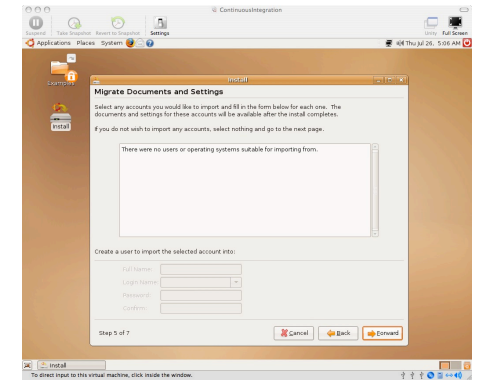 ContinuousIntegration
Suspend Take Snapshot Revert to Snapshot Settings Unity Full Screen
Applications Places System Thu Jul 26, 5:06 AM
Examples
Install
Install
Migrate Documents and Settings
Select any accounts you would like to import and fill in the form below for each one. The
documents and settings for these accounts will be available after the install completes.
If you do not wish to import any accounts, select nothing and go to the next page.
There were no users or operating systems suitable for importing from.
Create a user to import the selected account into:
Full Name:
Login Name:
Password:
Confirm:
Step 5 of 7
Cancel Back Forward
Install
To direct input to this virtual machine, click inside the window.